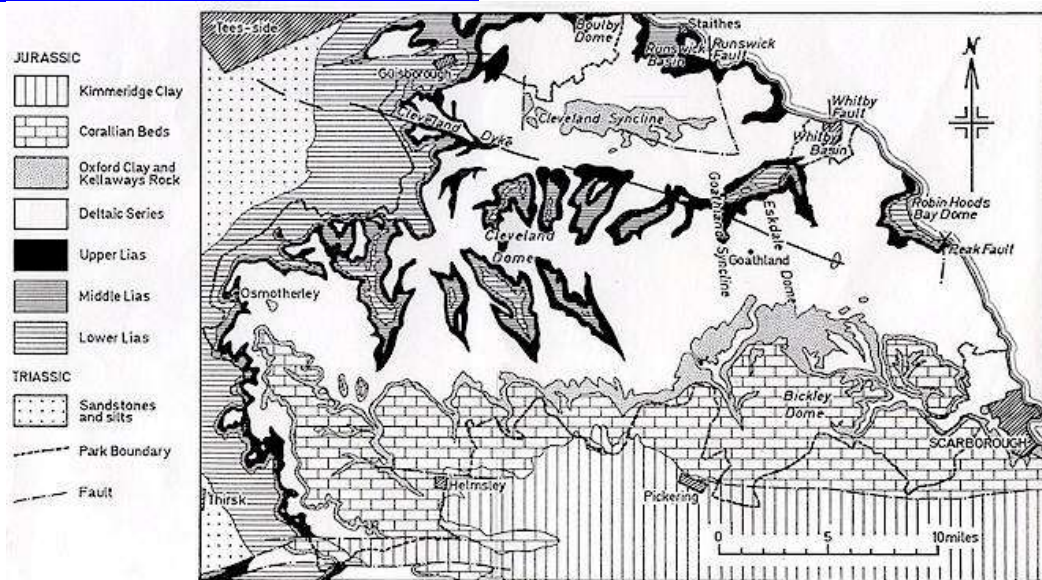 JURASSIC
Kimmeridge Clay
Corallian Beds
Oxford Clay and
Kellaways Rock
Deltaic Series
Upper Lias
Middle Lias
Lower Lias
TRIASSIC
Sandstones
and silts
Park Boundary
Fault
Tees-side
Guisborough
Boulby
Dome
Staithes
Runswick
Basin
Runswick
Fault
N
Cleveland
Dyke
Cleveland Syncline
Whitby
Fault
Whitby
Basin
Robin Hoods
Bay Dome
Peak Fault
Cleveland
Dome
Goathland Syncline
Eskdale Dome
Goathland
Osmotherley
Bickley
Dome
SCARBOROUGH
Helmsley
Pickering
Thirsk
0 5 10 miles